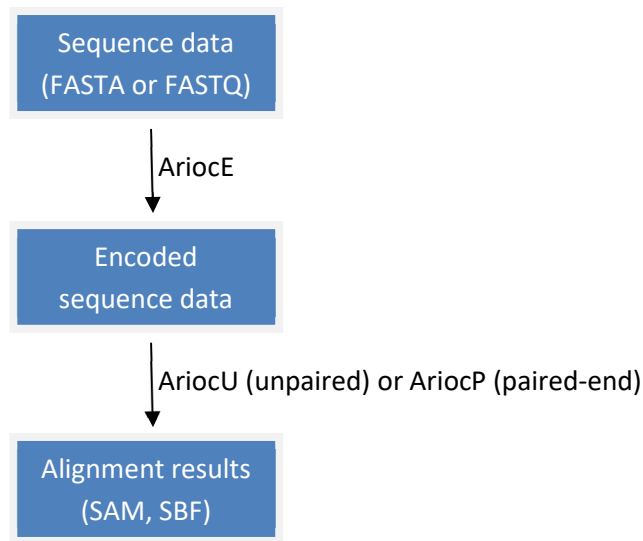 Sequence data
(FASTA or FASTQ)
AriocE
Encoded
sequence data
AriocU (unpaired) or AriocP (paired-end)
Alignment results
(SAM, SBF)